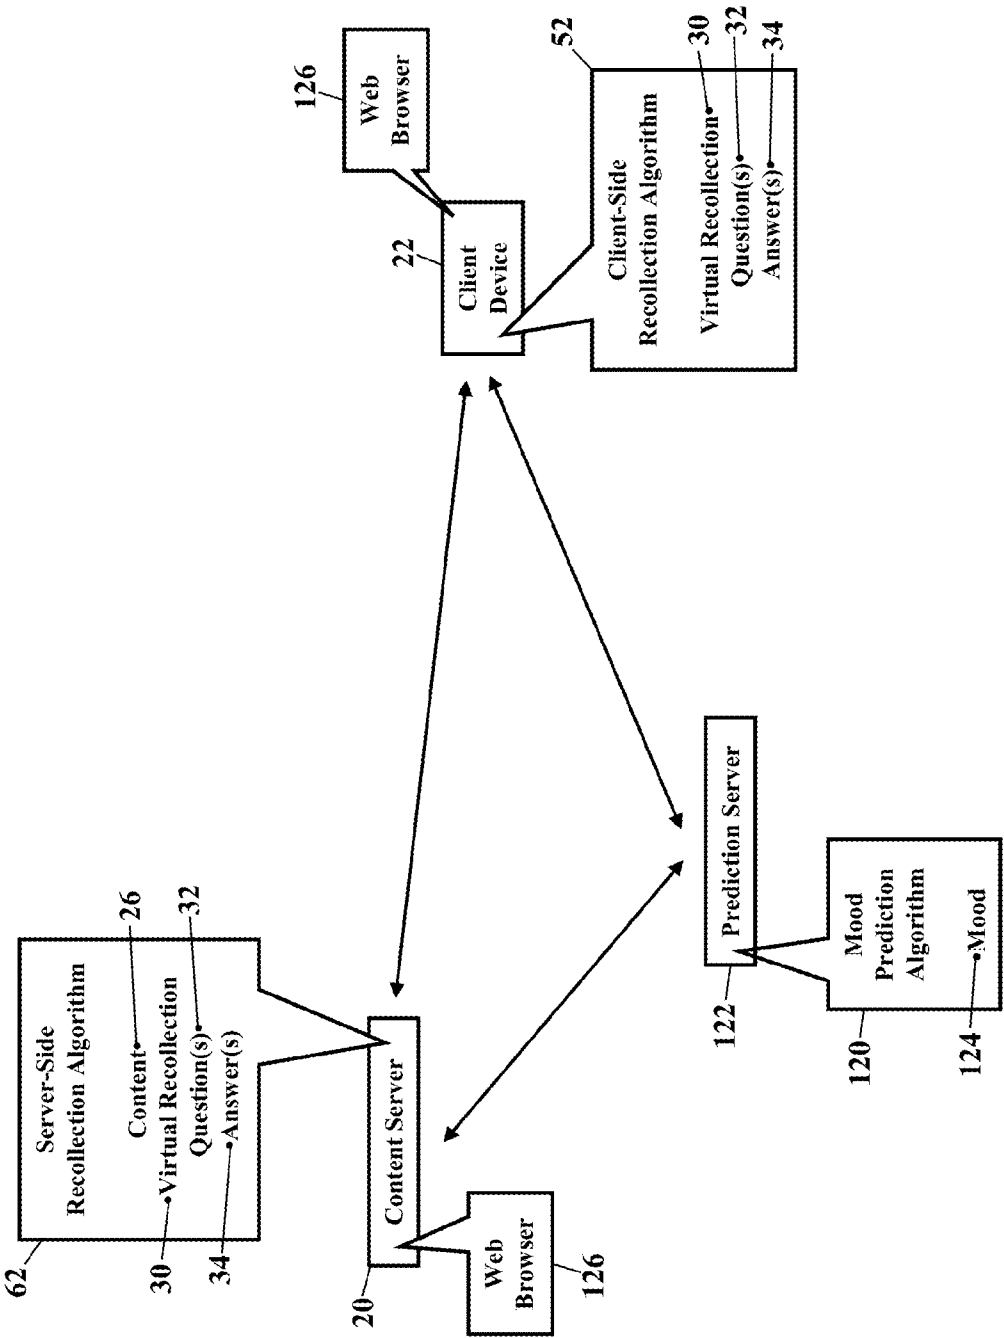 62
Server-Side
Recollection Algorithm
Content
26
30
Virtual Recollection
Question(s)
32
34
Answer(s)
20
Content Server
Web
Browser
126
126
Web
Browser
22
Client
Device
52
Client-Side
Recollection Algorithm
Virtual Recollection
30
Question(s)
32
Answer(s)
34
122
Prediction Server
120
Mood
Prediction
Algorithm
124
Mood